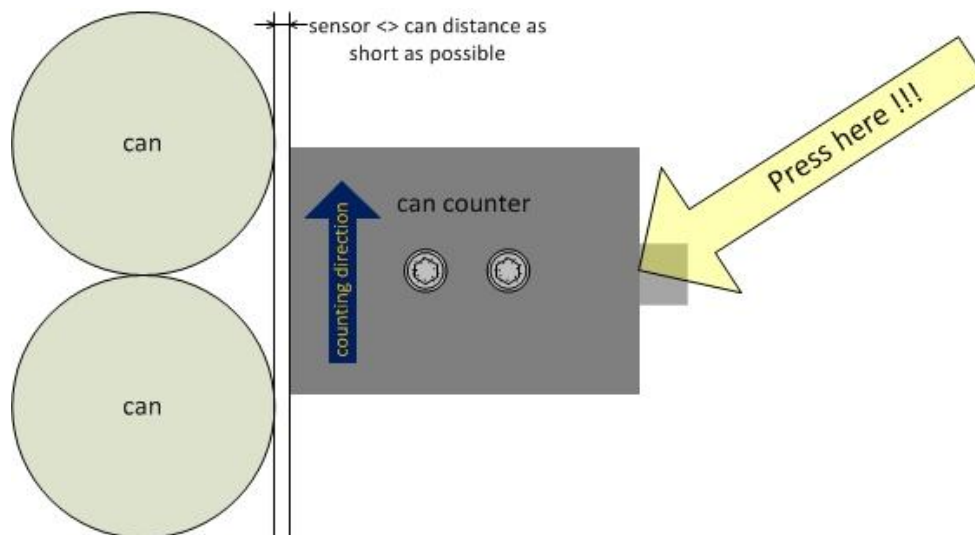 sensor <> can distance as
short as possible
can
Press here !!!
can counter
counting direction
can